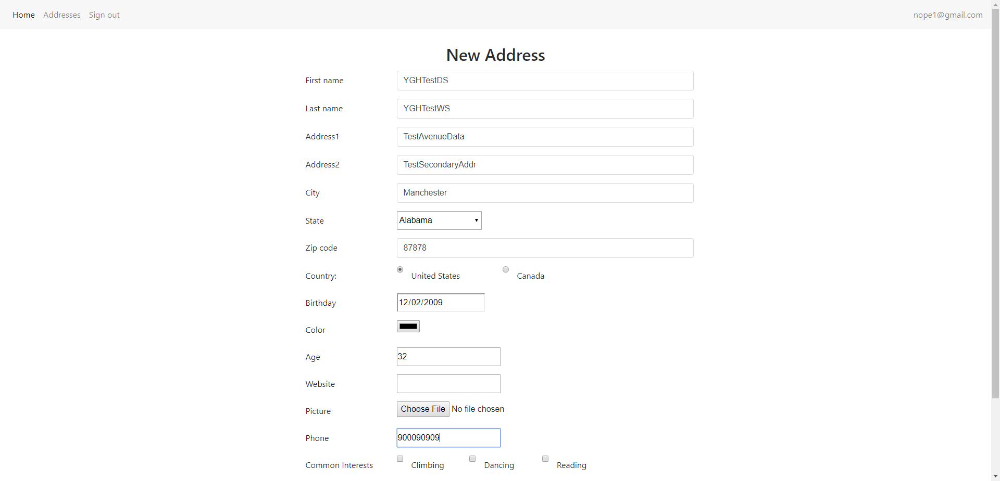 Home Addresses Sign out nope1@gmail.com
New Address
First name YGHTestDS
Last name YGHTestWS
Address1 TestAvenueData
Address2 TestSecondaryAddr
City Manchester
State Alabama
Zip code 87878
Country: United States Canada
Birthday 12/02/2009
Color
Age 32
Website
Picture Choose File No file chosen
Phone 900090909
Common Interests Climbing Dancing Reading